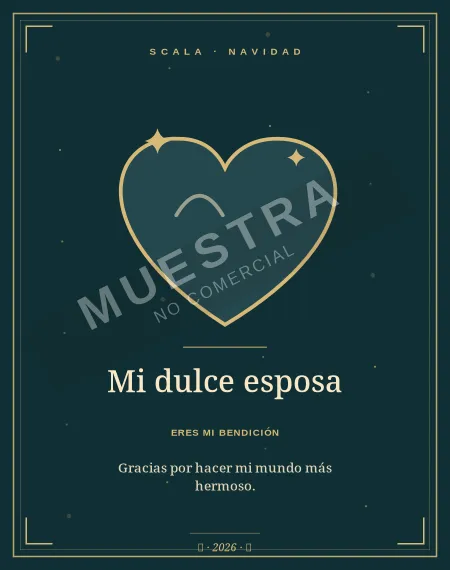 SCALA · NAVIDAD
MUESTRA
NO COMERCIAL
Mi dulce esposa
ERES MI BENDICIÓN
Gracias por hacer mi mundo más
hermoso.
· 2026 ·